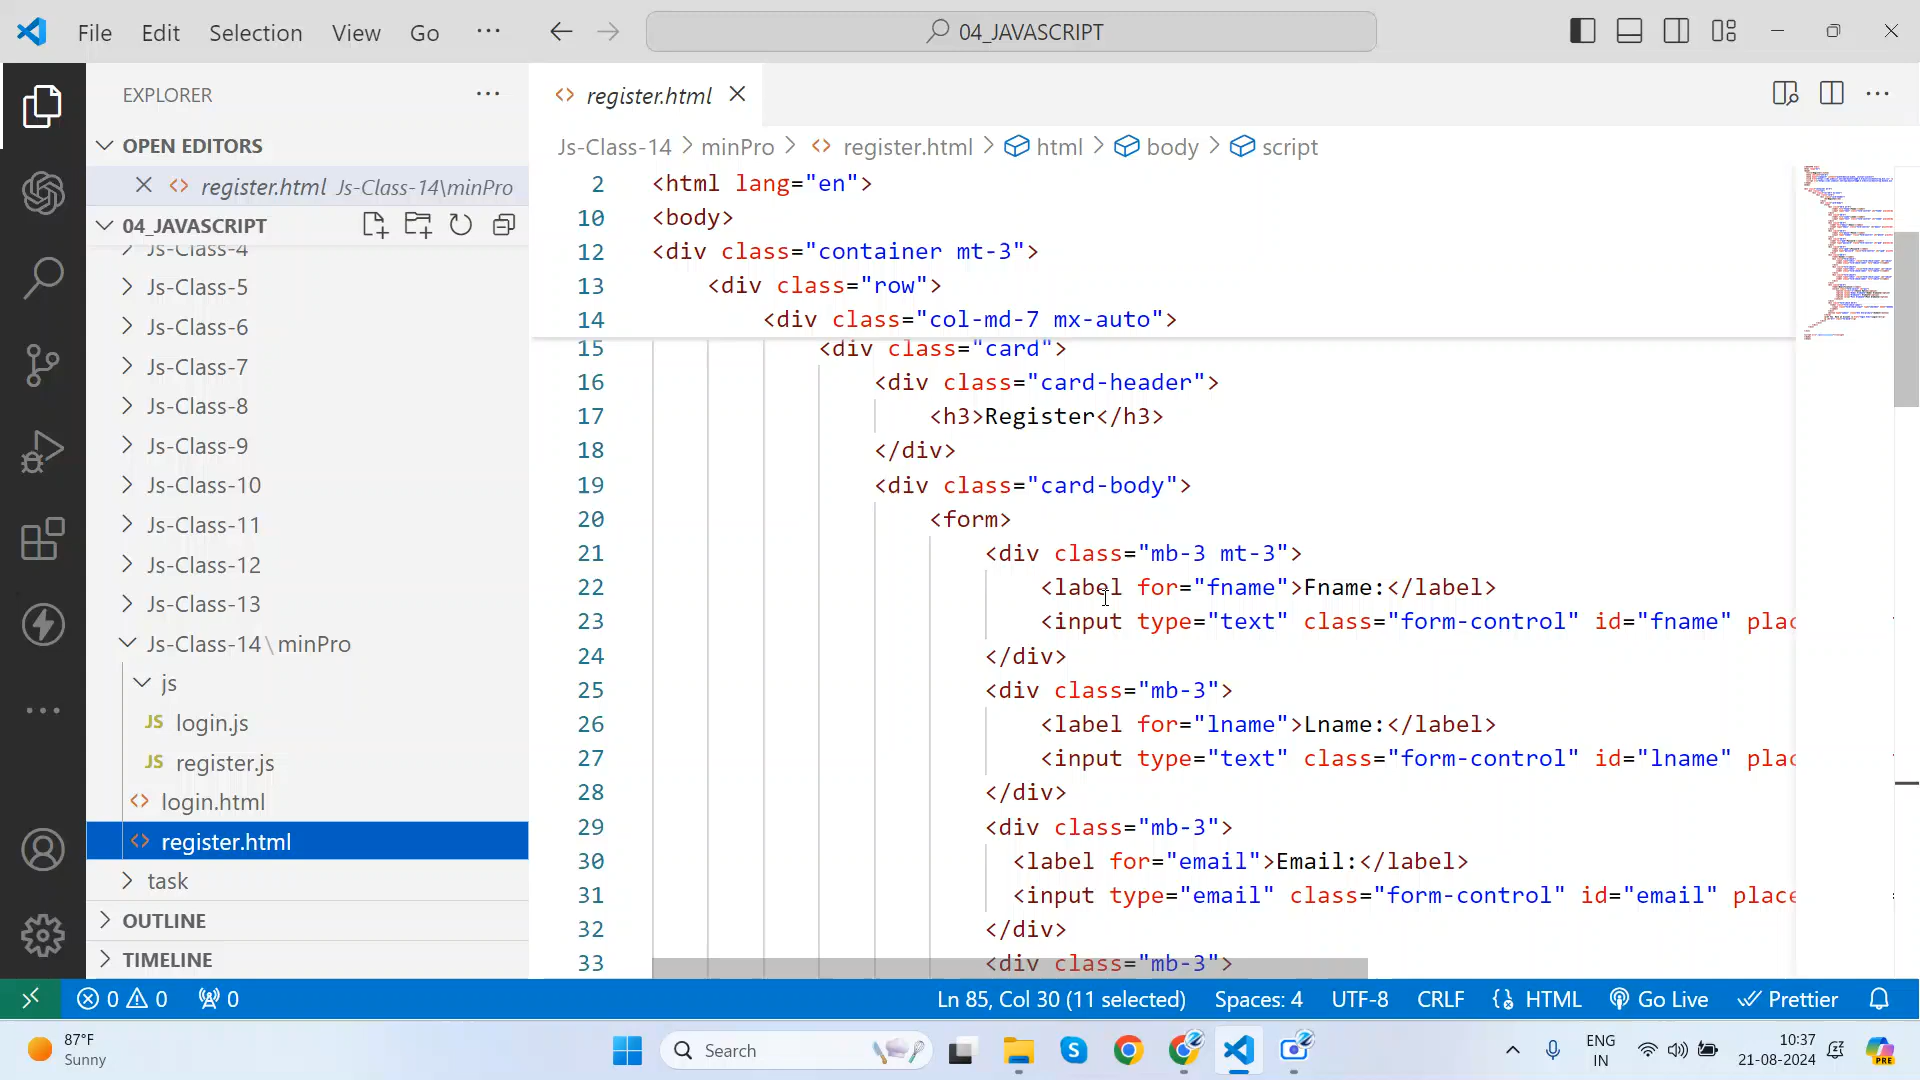 File Edit Selection View Go ··· 04_JAVASCRIPT
EXPLORER ···
OPEN EDITORS
register.html Js-Class-14\minPro
04_JAVASCRIPT
Js-Class-4
Js-Class-5
Js-Class-6
Js-Class-7
Js-Class-8
Js-Class-9
Js-Class-10
Js-Class-11
Js-Class-12
Js-Class-13
Js-Class-14\minPro
js
JS login.js
JS register.js
<> login.html
<> register.html
task
OUTLINE
TIMELINE
<> register.html
Js-Class-14 > minPro > <> register.html > html > body > script
2 <html lang="en">
10 <body>
12 <div class="container mt-3">
13 <div class="row">
14 <div class="col-md-7 mx-auto">
15 <div class="card">
16 <div class="card-header">
17 <h3>Register</h3>
18 </div>
19 <div class="card-body">
20 <form>
21 <div class="mb-3 mt-3">
22 <label for="fname">Fname:</label>
23 <input type="text" class="form-control" id="fname" plac
24 </div>
25 <div class="mb-3">
26 <label for="lname">Lname:</label>
27 <input type="text" class="form-control" id="lname" plac
28 </div>
29 <div class="mb-3">
30 <label for="email">Email:</label>
31 <input type="email" class="form-control" id="email" place
32 </div>
33 <div class="mb-3">
0 0 0 Ln 85, Col 30 (11 selected) Spaces: 4 UTF-8 CRLF HTML Go Live Prettier
87°F
Sunny
Search
ENG
IN
10:37
21-08-2024
PRE